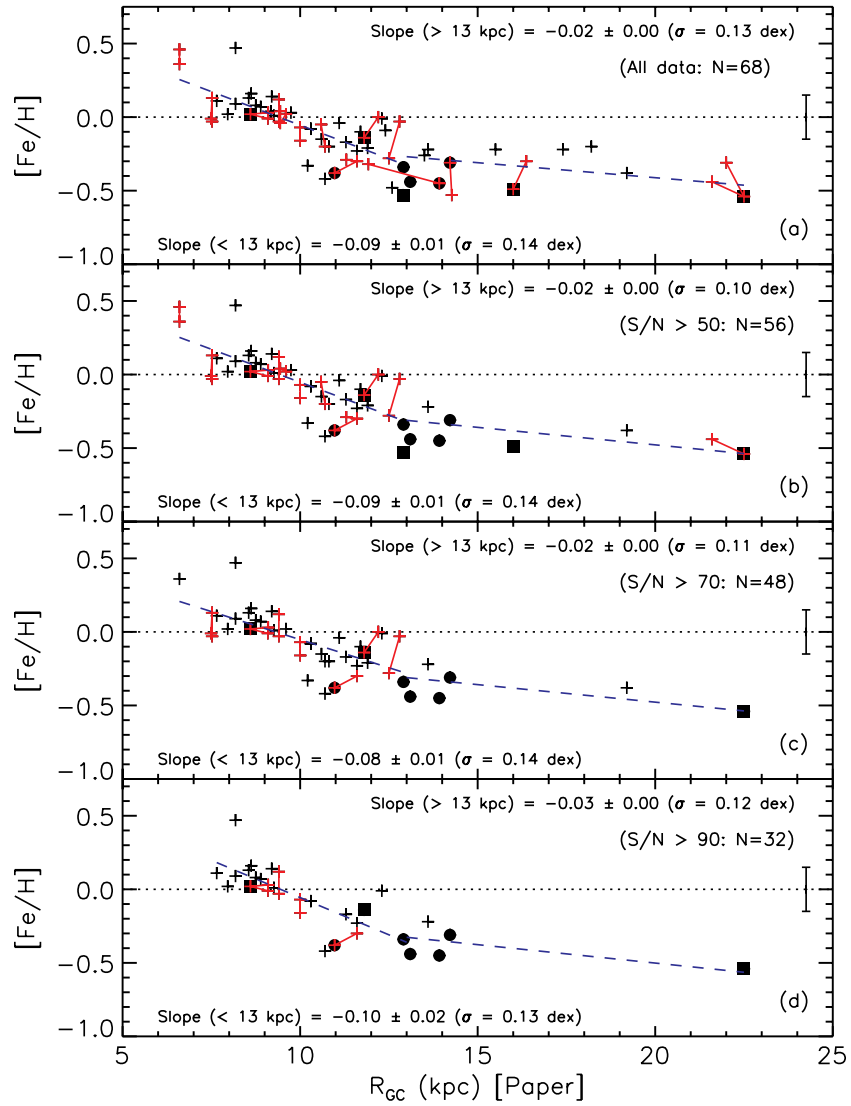 Slope (> 13 kpc) = −0.02 ± 0.00 (σ = 0.13 dex)
(All data: N=68)
0.5
0.0
−0.5
−1.0
[Fe/H]
(a)
Slope (< 13 kpc) = −0.09 ± 0.01 (σ = 0.14 dex)
Slope (> 13 kpc) = −0.02 ± 0.00 (σ = 0.10 dex)
(S/N > 50: N=56)
0.5
0.0
−0.5
−1.0
[Fe/H]
(b)
Slope (< 13 kpc) = −0.09 ± 0.01 (σ = 0.14 dex)
Slope (> 13 kpc) = −0.02 ± 0.00 (σ = 0.11 dex)
(S/N > 70: N=48)
0.5
0.0
−0.5
−1.0
[Fe/H]
(c)
Slope (< 13 kpc) = −0.08 ± 0.01 (σ = 0.14 dex)
Slope (> 13 kpc) = −0.03 ± 0.00 (σ = 0.12 dex)
(S/N > 90: N=32)
0.5
0.0
−0.5
−1.0
[Fe/H]
(d)
Slope (< 13 kpc) = −0.10 ± 0.02 (σ = 0.13 dex)
5 10 15 20 25
R_GC (kpc) [Paper]